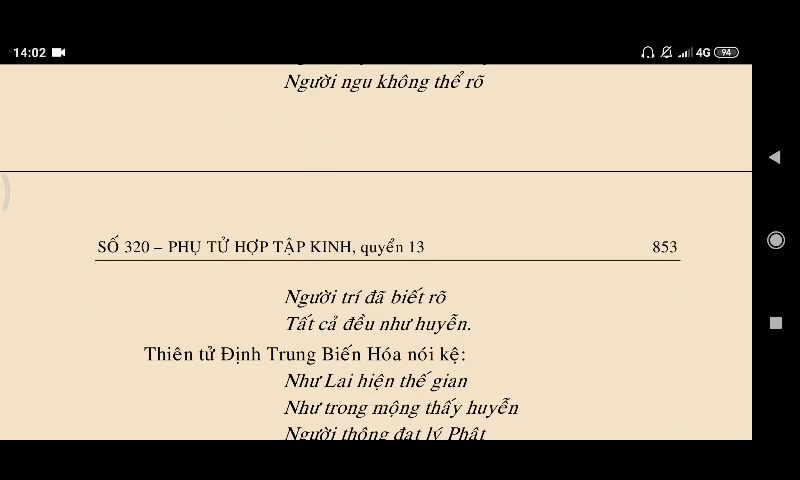 14:02
4G 94
Người ngu không thể rõ
SỐ 320 – PHỤ TỬ HỢP TẬP KINH, quyển 13 853
Người trí đã biết rõ
Tất cả đều như huyễn.
Thiên tử Định Trung Biến Hóa nói kệ:
Như Lai hiện thế gian
Như trong mộng thấy huyễn
Người thông đạt lý Phật